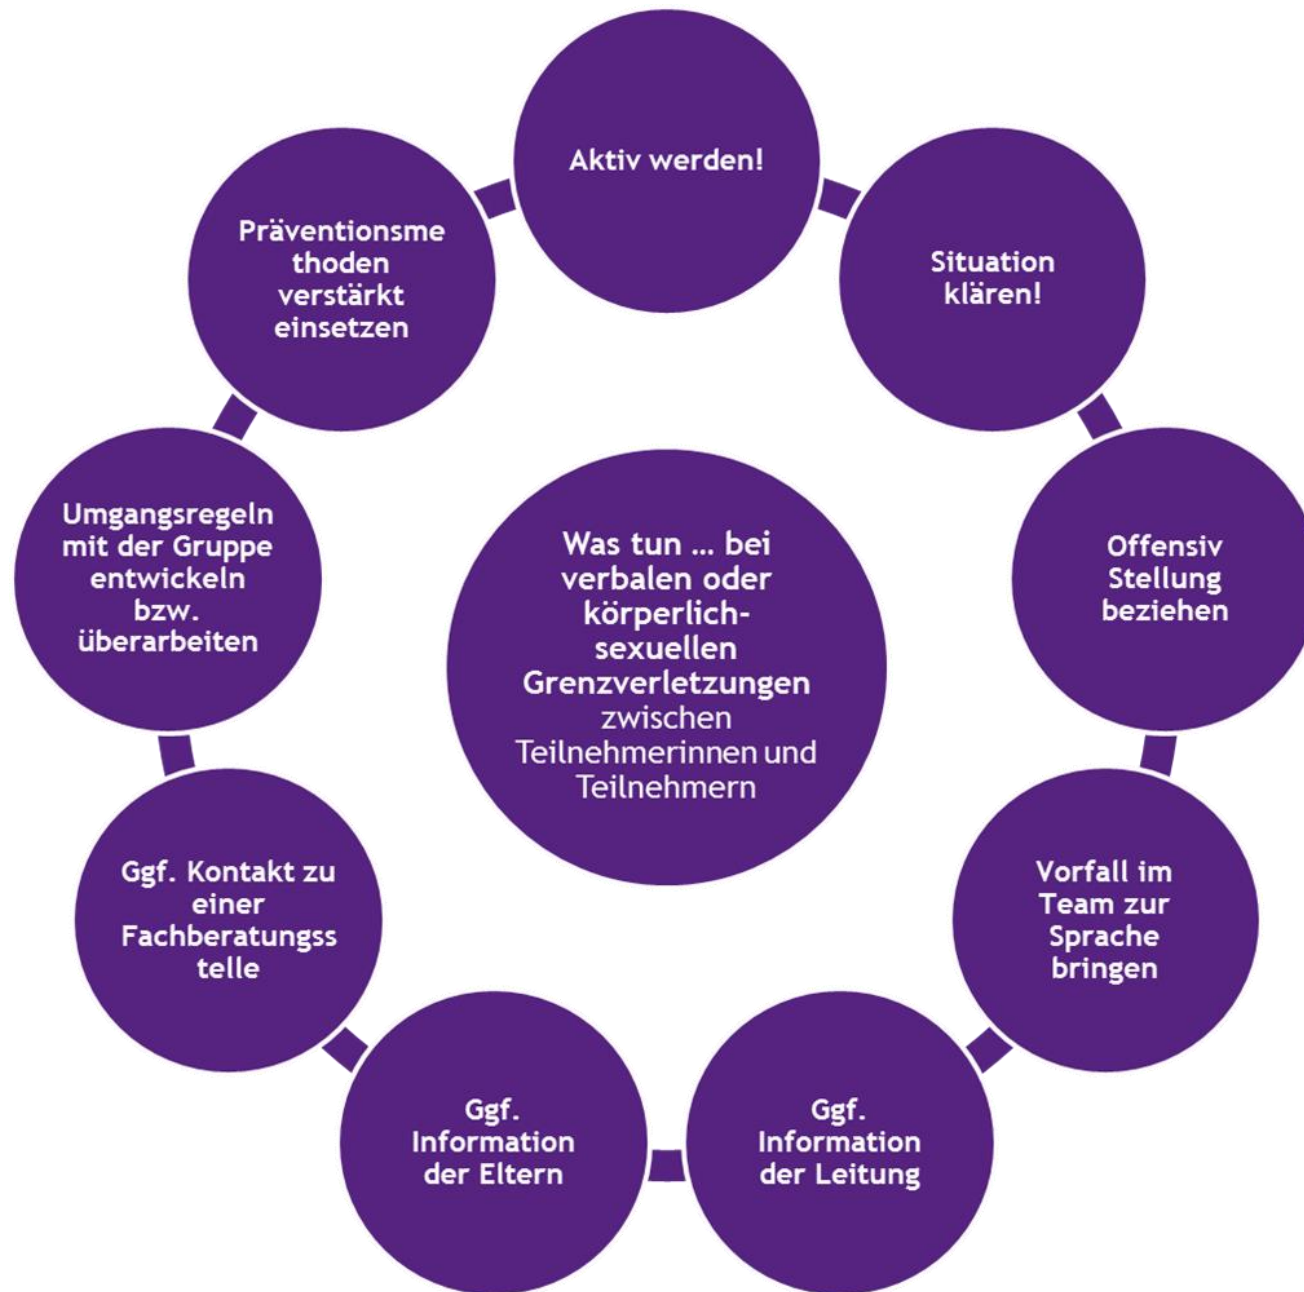 Aktiv werden!
Situation
klären!
Offensiv
Stellung
beziehen
Vorfall im
Team zur
Sprache
bringen
Ggf.
Information
der Leitung
Ggf.
Information
der Eltern
Ggf. Kontakt zu
einer
Fachberatungss
telle
Umgangsregeln
mit der Gruppe
entwickeln
bzw.
überarbeiten
Präventionsme
thoden
verstärkt
einsetzen
Was tun … bei
verbalen oder
körperlich-
sexuellen
Grenzverletzungen
zwischen
Teilnehmerinnen und
Teilnehmern